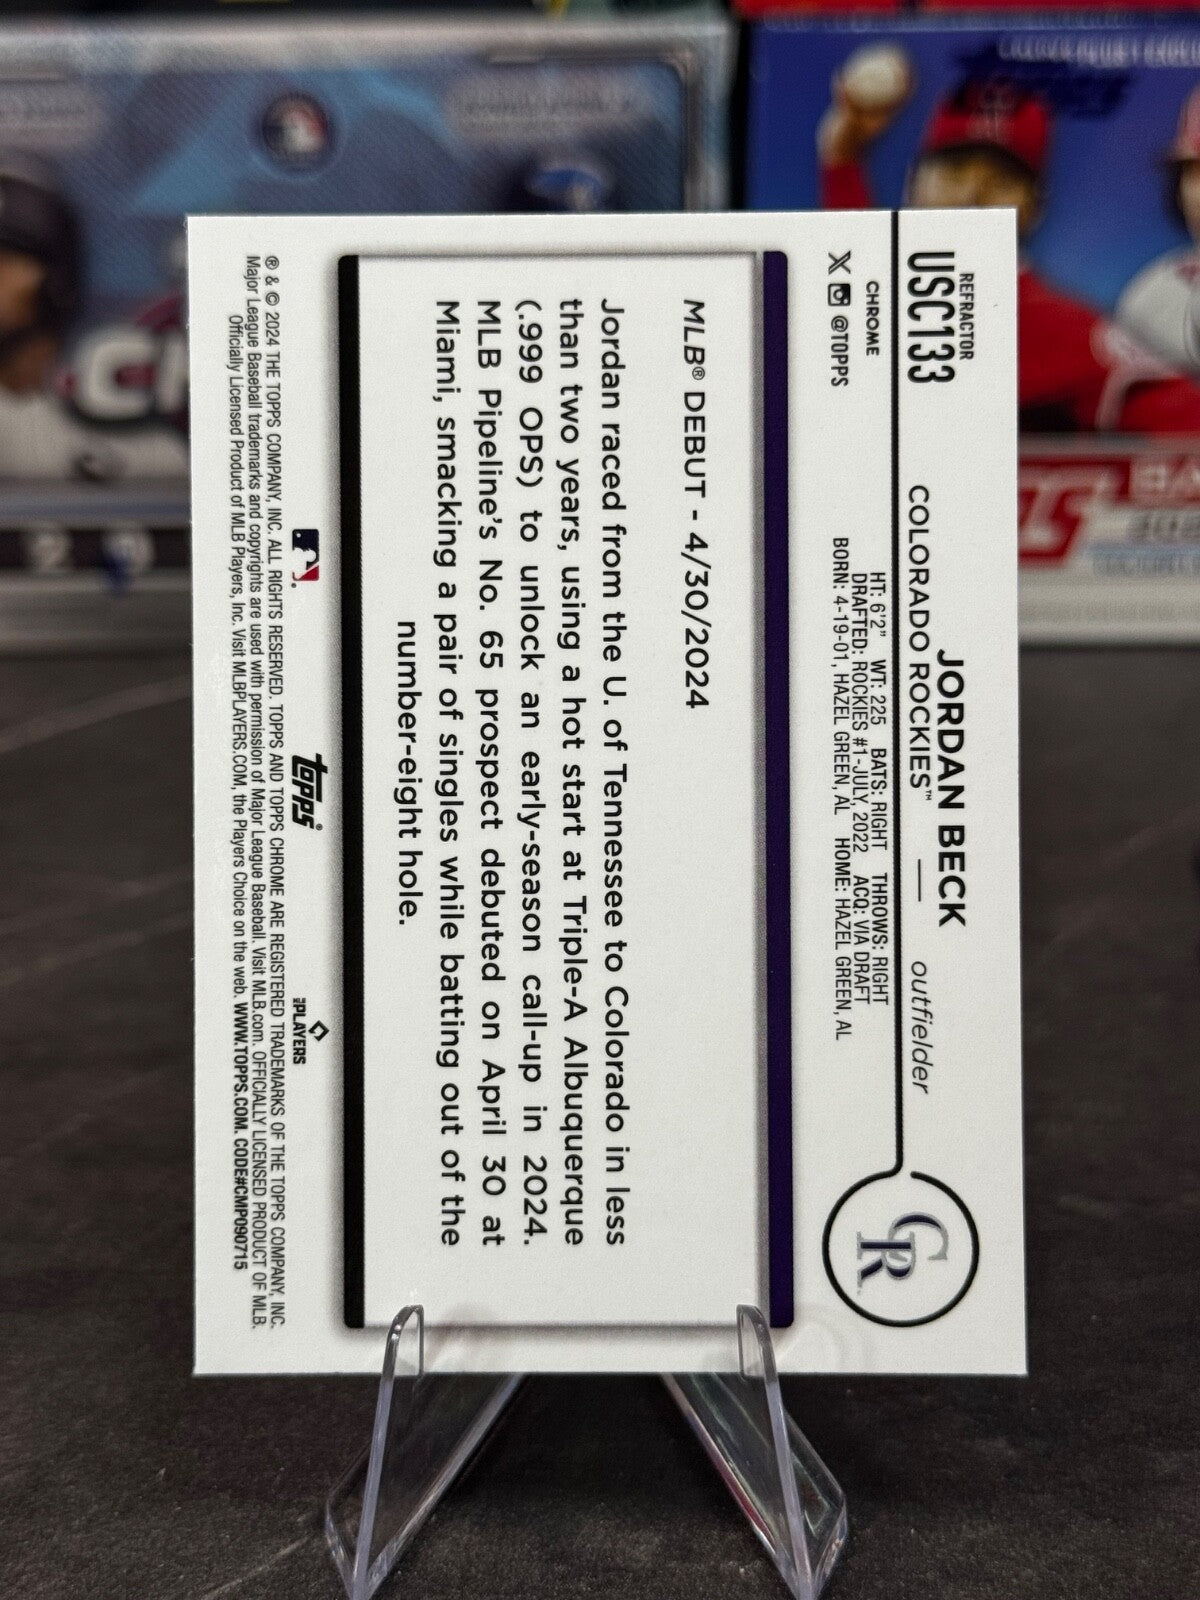 REFRACTOR
USC133
CHROME
X @TOPPS
JORDAN BECK
COLORADO ROCKIES™ — outfielder
HT: 6'2" WT: 225 BATS: RIGHT THROWS: RIGHT
DRAFTED: ROCKIES #1-JULY, 2022 ACQ: VIA DRAFT
BORN: 4-19-01, HAZEL GREEN, AL HOME: HAZEL GREEN, AL
CR
MLB® DEBUT - 4/30/2024
Jordan raced from the U. of Tennessee to Colorado in less
than two years, using a hot start at Triple-A Albuquerque
(.999 OPS) to unlock an early-season call-up in 2024.
MLB Pipeline's No. 65 prospect debuted on April 30 at
Miami, smacking a pair of singles while batting out of the
number-eight hole.
topps®
PLAYERS
® & © 2024 THE TOPPS COMPANY, INC. ALL RIGHTS RESERVED. TOPPS AND TOPPS CHROME ARE REGISTERED TRADEMARKS OF THE TOPPS COMPANY, INC.
Major League Baseball trademarks and copyrights are used with permission of Major League Baseball. Visit MLB.com. OFFICIALLY LICENSED PRODUCT OF MLB.
Officially Licensed Product of MLB Players, Inc. Visit MLBPLAYERS.COM, the Players Choice on the web. WWW.TOPPS.COM. CODE#CMP090715